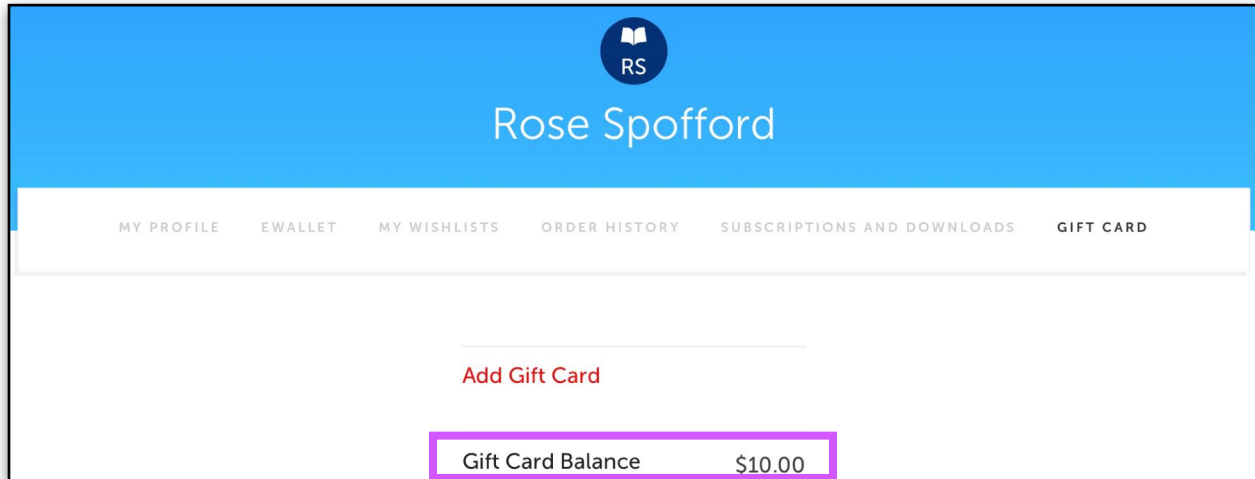 RS
Rose Spofford
MY PROFILE EWALLET MY WISHLISTS ORDER HISTORY SUBSCRIPTIONS AND DOWNLOADS GIFT CARD
Add Gift Card
Gift Card Balance $10.00